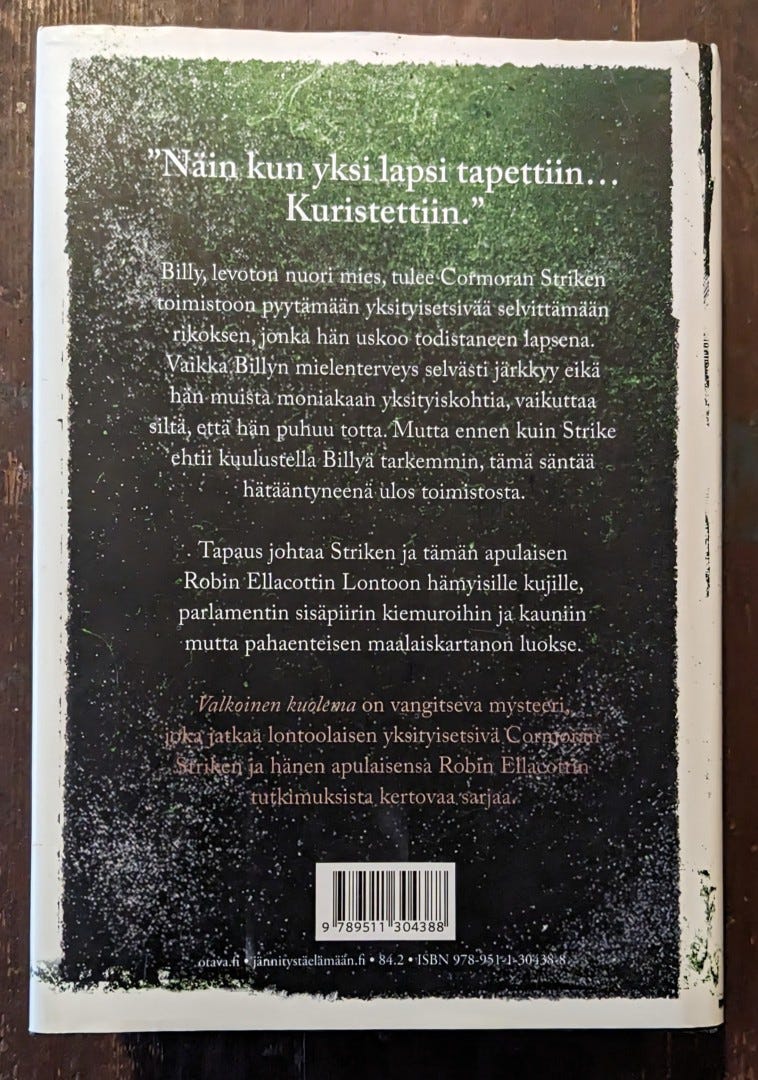 ”Näin kun yksi lapsi tapettiin…
Kuristettiin.”
Billy, levoton nuori mies, tulee Cormoran Striken
toimistoon pyytämään yksityisetsivää selvittämään
rikoksen, jonka hän uskoo todistaneen lapsena.
Vaikka Billyn mielenterveys selvästi järkkyy eikä
hän muista moniakaan yksityiskohtia, vaikuttaa
siltä, että hän puhuu totta. Mutta ennen kuin Strike
ehtii kuulustella Billyä tarkemmin, tämä säntää
hätääntyneenä ulos toimistosta.
Tapaus johtaa Striken ja tämän apulaisen
Robin Ellacottin Lontoon hämyisille kujille,
parlamentin sisäpiirin kiemuroihin ja kauniin
mutta pahaenteisen maalaiskartanon luokse.
Valkoinen kuolema on vangitseva mysteeri,
joka jatkaa lontoolaisen yksityisetsivä Cormoran
Striken ja hänen apulaisensa Robin Ellacottin
tutkimuksista kertovaa sarjaa.
9 789511 304388
otava.fi • jännitystäelämään.fi • 84.2 • ISBN 978-951-1-30438-8